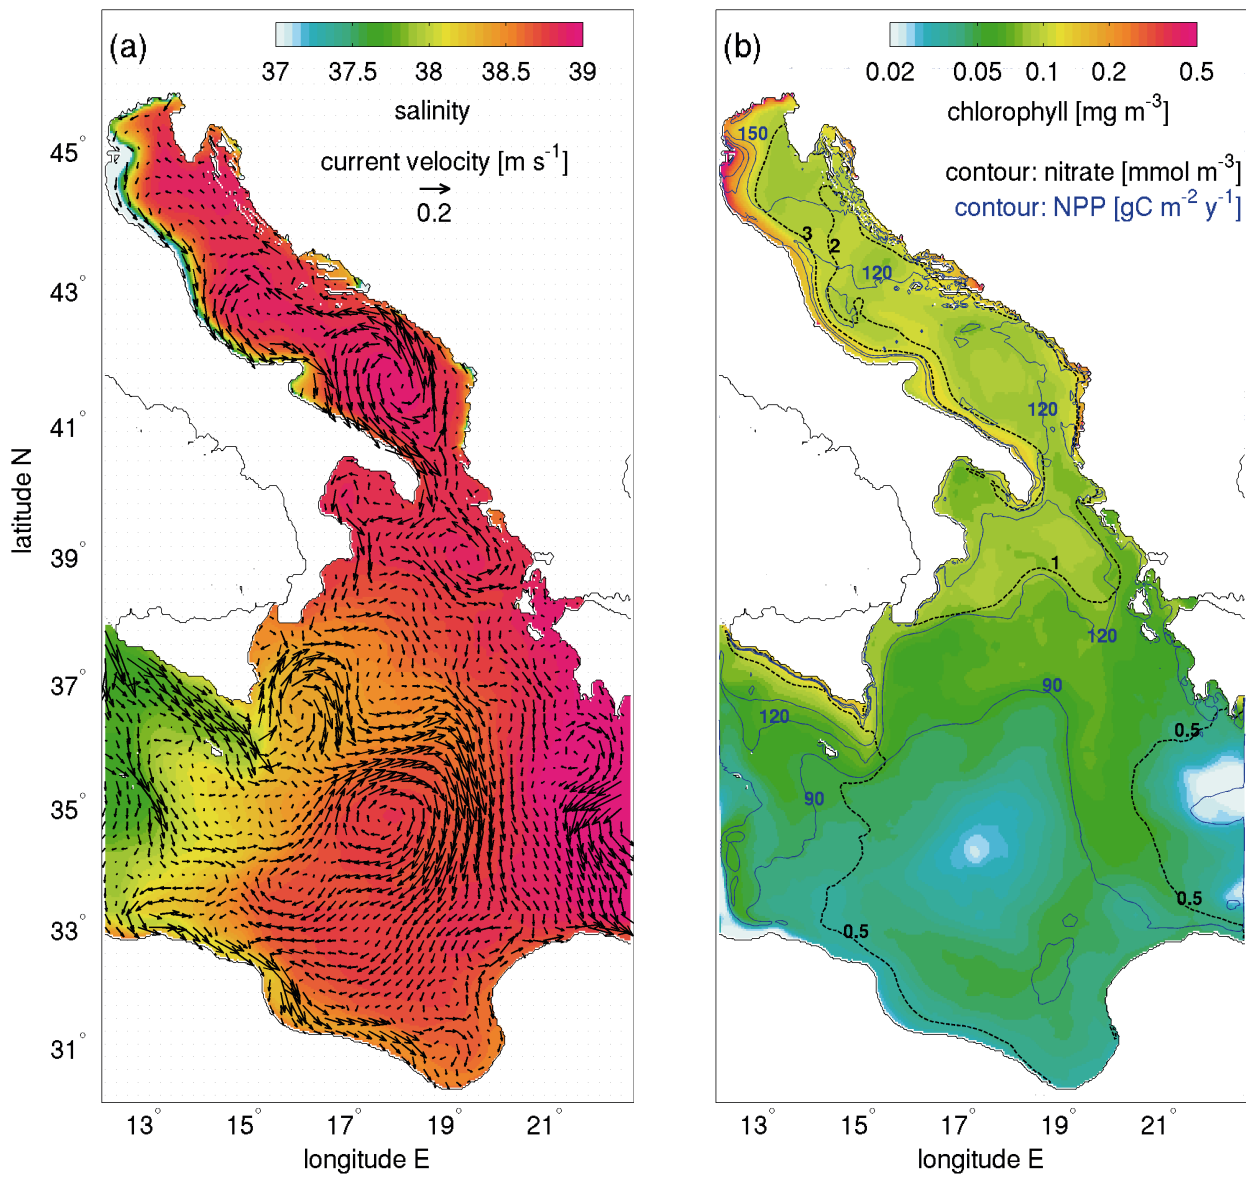 (a)
37 37.5 38 38.5 39
salinity
current velocity [m s-1]
0.2
45°
43°
41°
39°
37°
35°
33°
31°
latitude N
13° 15° 17° 19° 21°
longitude E
(b)
0.02 0.05 0.1 0.2 0.5
chlorophyll [mg m-3]
contour: nitrate [mmol m-3]
contour: NPP [gC m-2 y-1]
150
3 2
120
120
1
120
90
120
0.5
90
0.5
0.5
13° 15° 17° 19° 21°
longitude E